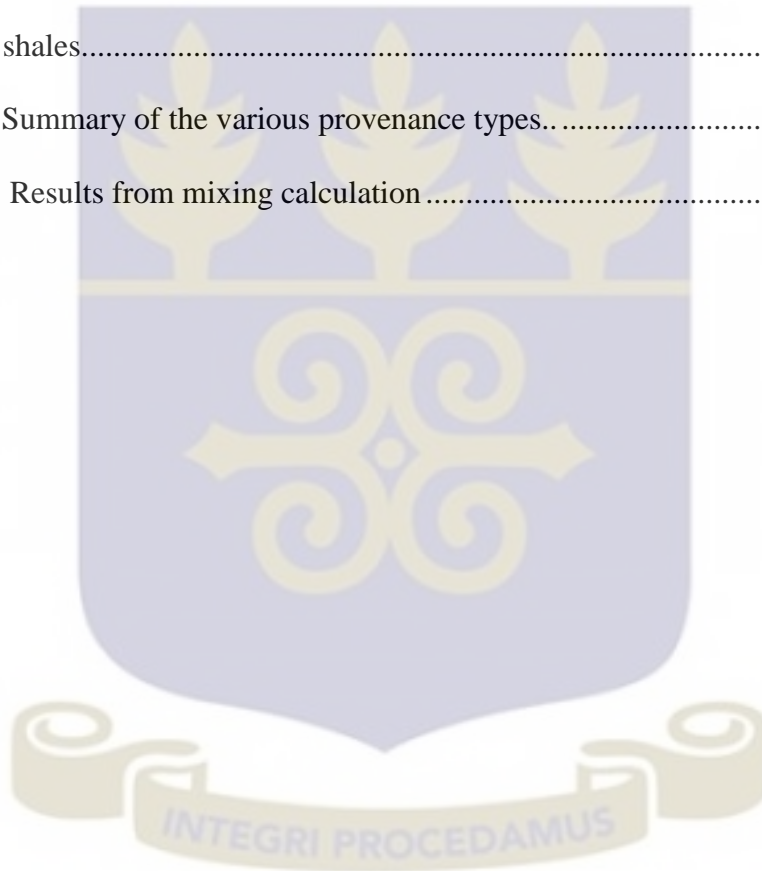 shales...................................................................................
Summary of the various provenance types.. .........................
Results from mixing calculation ..........................................
INTEGRI PROCEDAMUS